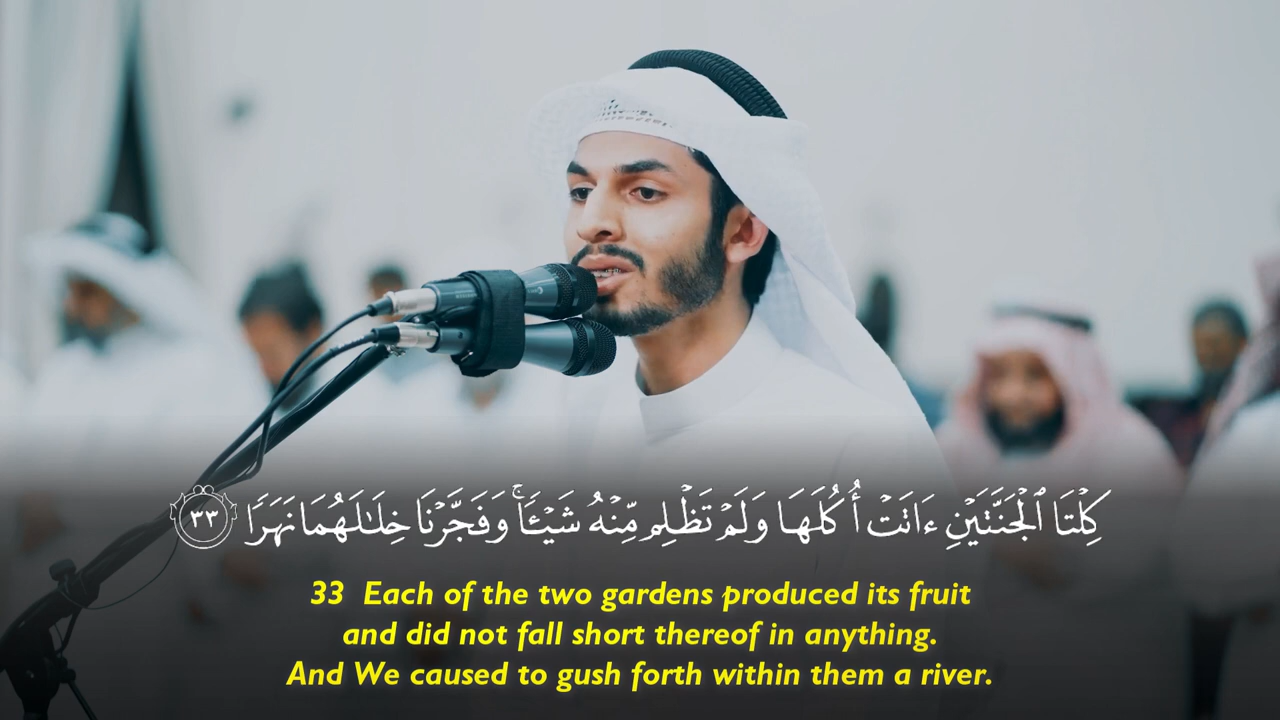 كِلْتَا ٱلْجَنَّتَيْنِ ءَاتَتْ أُكُلَهَا وَلَمْ تَظْلِم مِّنْهُ شَيْـًٔا ۚ وَفَجَّرْنَا خِلَـٰلَهُمَا نَهَرًا ٣٣
33 Each of the two gardens produced its fruit
and did not fall short thereof in anything.
And We caused to gush forth within them a river.